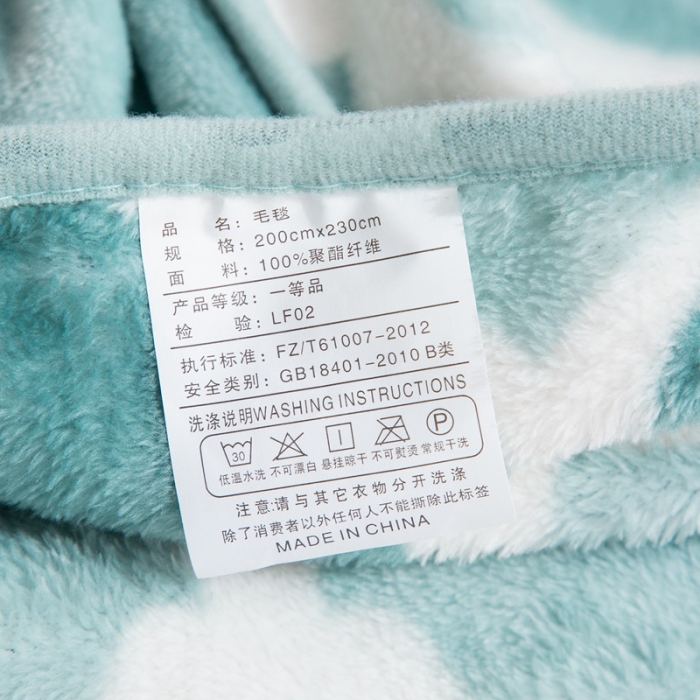 品 名：毛毯
规 格：200cmx230cm
面 料：100%聚酯纤维
产品等级：一等品
检 验：LF02
执行标准：FZ/T61007-2012
安全类别：GB18401-2010 B类
洗涤说明WASHING INSTRUCTIONS
30 P
低温水洗 不可漂白 悬挂晾干 不可熨烫 常规干洗
注意:请与其它衣物分开洗涤
除了消费者以外任何人不能撕除此标签
MADE IN CHINA